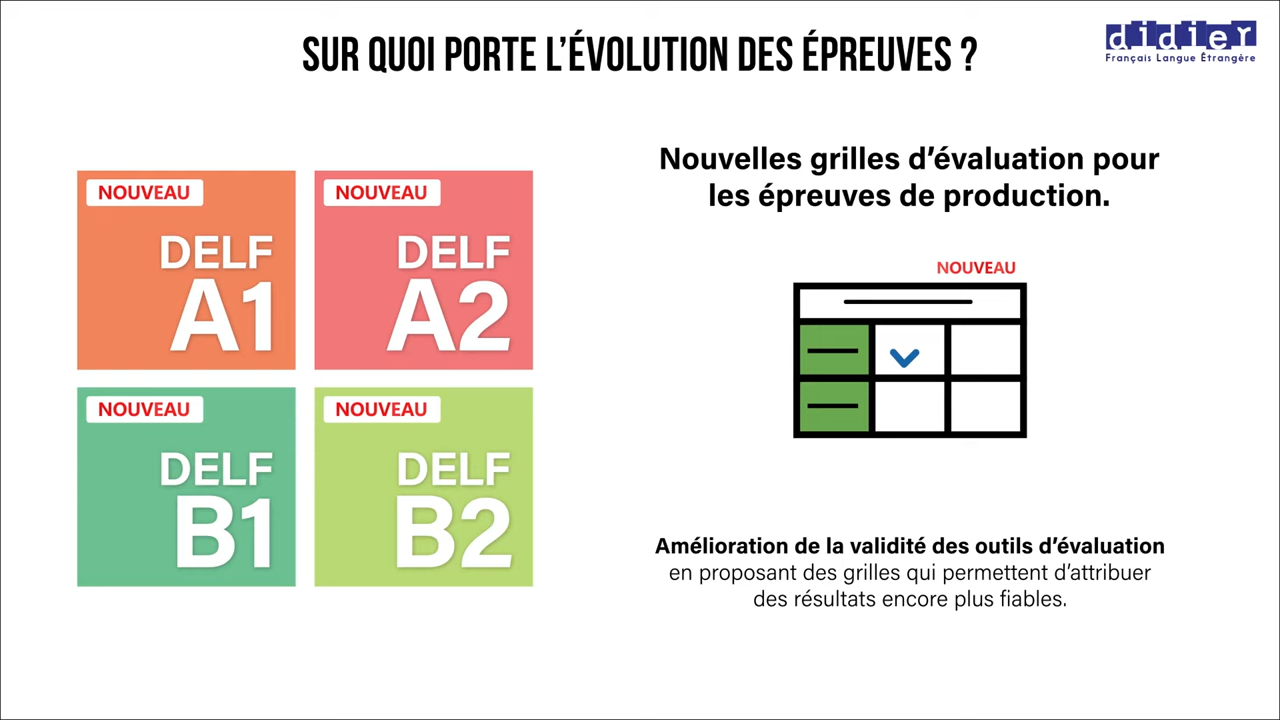 SUR QUOI PORTE L'ÉVOLUTION DES ÉPREUVES ?
didier
Français Langue Étrangère
NOUVEAU
DELF
A1
NOUVEAU
DELF
A2
NOUVEAU
DELF
B1
NOUVEAU
DELF
B2
Nouvelles grilles d'évaluation pour
les épreuves de production.
NOUVEAU
Amélioration de la validité des outils d'évaluation
en proposant des grilles qui permettent d'attribuer
des résultats encore plus fiables.